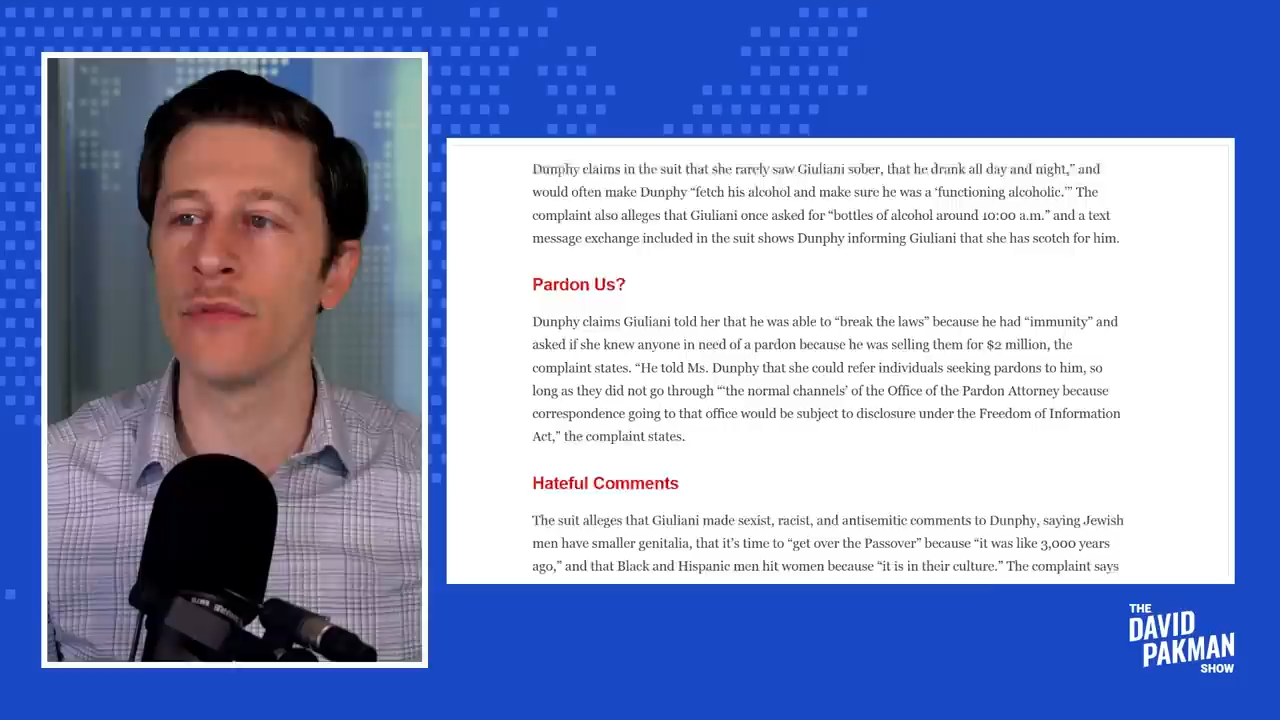 Dunphy claims in the suit that she rarely saw Giuliani sober, that he drank all day and night,” and
would often make Dunphy “fetch his alcohol and make sure he was a ‘functioning alcoholic.’” The
complaint also alleges that Giuliani once asked for “bottles of alcohol around 10:00 a.m.” and a text
message exchange included in the suit shows Dunphy informing Giuliani that she has scotch for him.
Pardon Us?
Dunphy claims Giuliani told her that he was able to “break the laws” because he had “immunity” and
asked if she knew anyone in need of a pardon because he was selling them for $2 million, the
complaint states. “He told Ms. Dunphy that she could refer individuals seeking pardons to him, so
long as they did not go through “‘the normal channels’ of the Office of the Pardon Attorney because
correspondence going to that office would be subject to disclosure under the Freedom of Information
Act,” the complaint states.
Hateful Comments
The suit alleges that Giuliani made sexist, racist, and antisemitic comments to Dunphy, saying Jewish
men have smaller genitalia, that it’s time to “get over the Passover” because “it was like 3,000 years
ago,” and that Black and Hispanic men hit women because “it is in their culture.” The complaint says
THE
DAVID
PAKMAN
SHOW